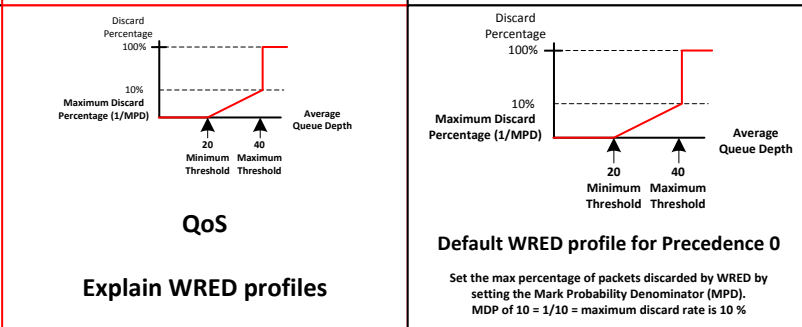 Discard
Percentage
100%
10%
Maximum Discard
Percentage (1/MPD)
Average
Queue Depth
20
Minimum
Threshold
40
Maximum
Threshold
QoS
Explain WRED profiles
Discard
Percentage
100%
10%
Maximum Discard
Percentage (1/MPD)
Average
Queue Depth
20
Minimum
Threshold
40
Maximum
Threshold
Default WRED profile for Precedence 0
Set the max percentage of packets discarded by WRED by
setting the Mark Probability Denominator (MPD).
MDP of 10 = 1/10 = maximum discard rate is 10 %